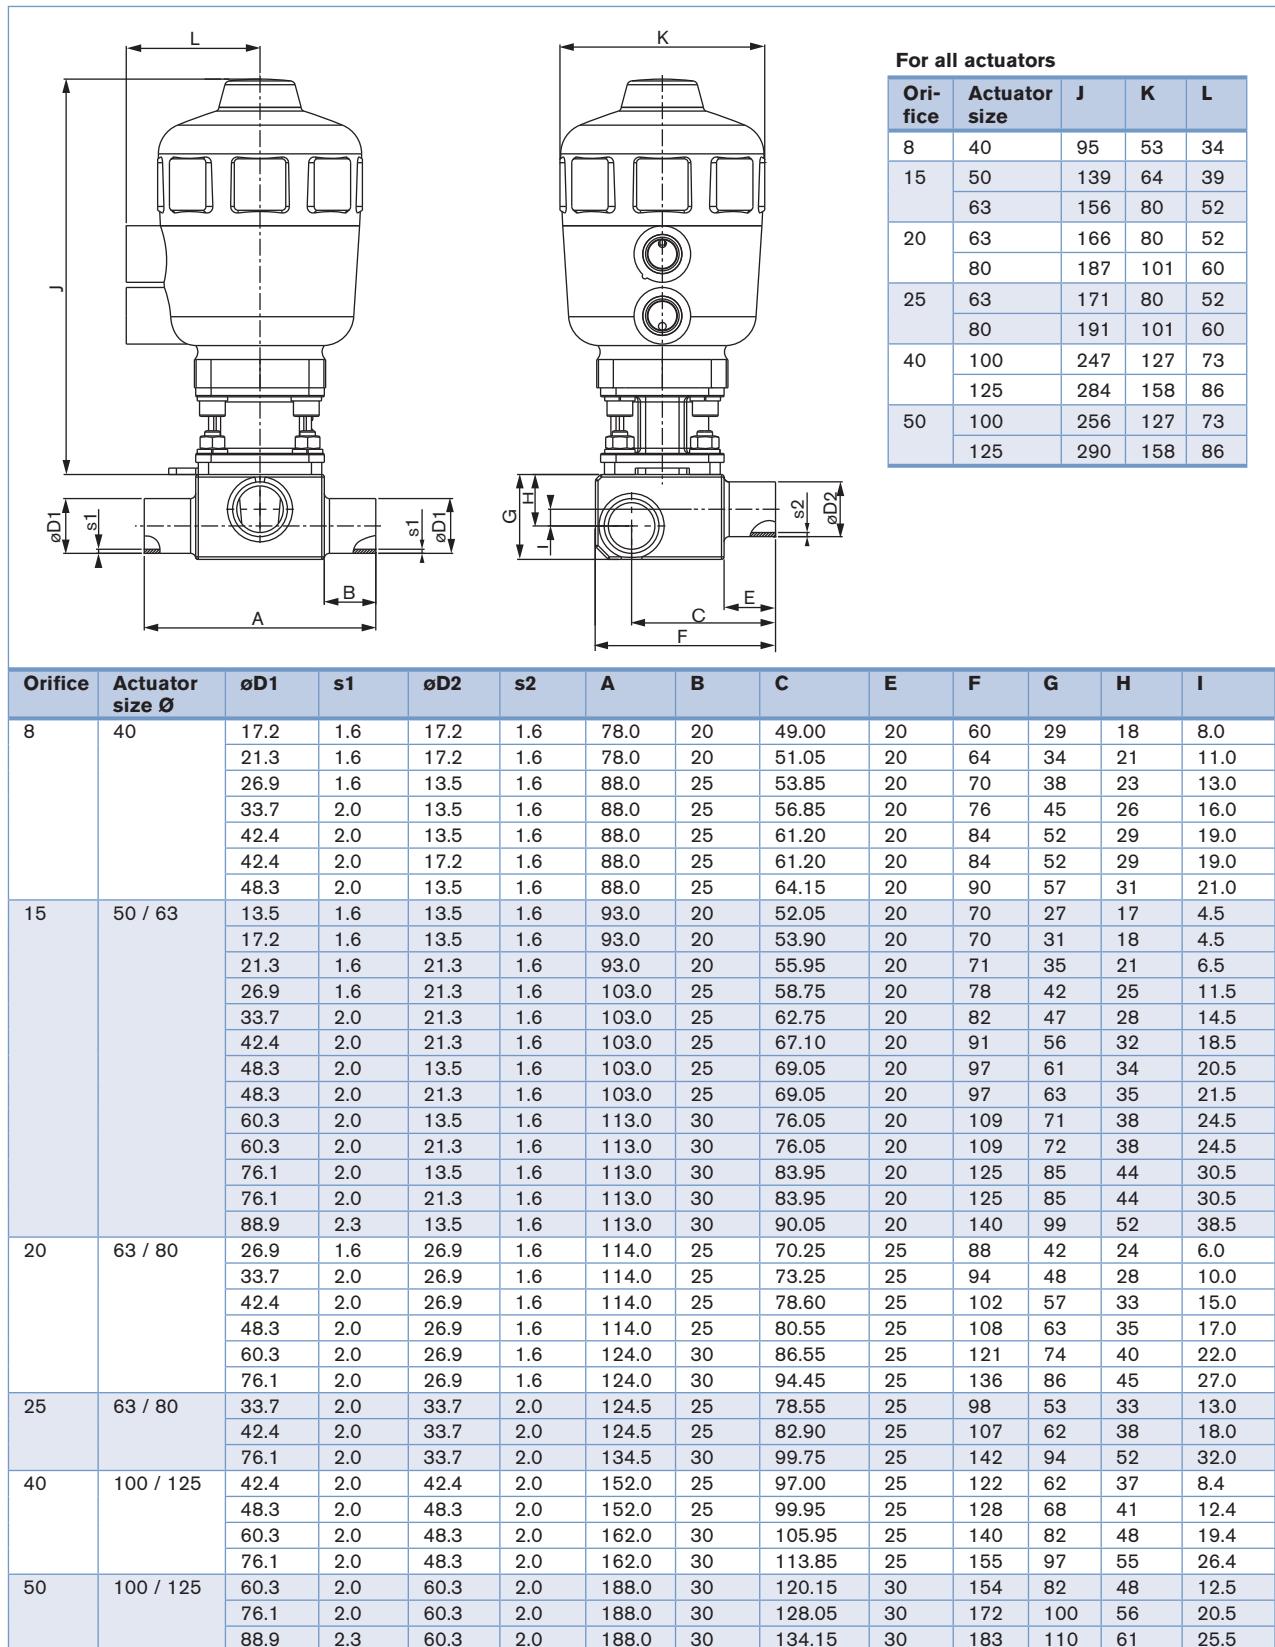 L
K
J
øD1
s1
s1
øD1
B
A
G
H
I
s2
øD2
E
C
F
For all actuators
Ori-fice Actuator size J K L
8 40 95 53 34
15 50 139 64 39
63 156 80 52
20 63 166 80 52
80 187 101 60
25 63 171 80 52
80 191 101 60
40 100 247 127 73
125 284 158 86
50 100 256 127 73
125 290 158 86
Orifice Actuator size Ø øD1 s1 øD2 s2 A B C E F G H I
8 40 17.2 1.6 17.2 1.6 78.0 20 49.00 20 60 29 18 8.0
21.3 1.6 17.2 1.6 78.0 20 51.05 20 64 34 21 11.0
26.9 1.6 13.5 1.6 88.0 25 53.85 20 70 38 23 13.0
33.7 2.0 13.5 1.6 88.0 25 56.85 20 76 45 26 16.0
42.4 2.0 13.5 1.6 88.0 25 61.20 20 84 52 29 19.0
42.4 2.0 17.2 1.6 88.0 25 61.20 20 84 52 29 19.0
48.3 2.0 13.5 1.6 88.0 25 64.15 20 90 57 31 21.0
15 50 / 63 13.5 1.6 13.5 1.6 93.0 20 52.05 20 70 27 17 4.5
17.2 1.6 13.5 1.6 93.0 20 53.90 20 70 31 18 4.5
21.3 1.6 21.3 1.6 93.0 20 55.95 20 71 35 21 6.5
26.9 1.6 21.3 1.6 103.0 25 58.75 20 78 42 25 11.5
33.7 2.0 21.3 1.6 103.0 25 62.75 20 82 47 28 14.5
42.4 2.0 21.3 1.6 103.0 25 67.10 20 91 56 32 18.5
48.3 2.0 13.5 1.6 103.0 25 69.05 20 97 61 34 20.5
48.3 2.0 21.3 1.6 103.0 25 69.05 20 97 63 35 21.5
60.3 2.0 13.5 1.6 113.0 30 76.05 20 109 71 38 24.5
60.3 2.0 21.3 1.6 113.0 30 76.05 20 109 72 38 24.5
76.1 2.0 13.5 1.6 113.0 30 83.95 20 125 85 44 30.5
76.1 2.0 21.3 1.6 113.0 30 83.95 20 125 85 44 30.5
88.9 2.3 13.5 1.6 113.0 30 90.05 20 140 99 52 38.5
20 63 / 80 26.9 1.6 26.9 1.6 114.0 25 70.25 25 88 42 24 6.0
33.7 2.0 26.9 1.6 114.0 25 73.25 25 94 48 28 10.0
42.4 2.0 26.9 1.6 114.0 25 78.60 25 102 57 33 15.0
48.3 2.0 26.9 1.6 114.0 25 80.55 25 108 63 35 17.0
60.3 2.0 26.9 1.6 124.0 30 86.55 25 121 74 40 22.0
76.1 2.0 26.9 1.6 124.0 30 94.45 25 136 86 45 27.0
25 63 / 80 33.7 2.0 33.7 2.0 124.5 25 78.55 25 98 53 33 13.0
42.4 2.0 33.7 2.0 124.5 25 82.90 25 107 62 38 18.0
76.1 2.0 33.7 2.0 134.5 30 99.75 25 142 94 52 32.0
40 100 / 125 42.4 2.0 42.4 2.0 152.0 25 97.00 25 122 62 37 8.4
48.3 2.0 48.3 2.0 152.0 25 99.95 25 128 68 41 12.4
60.3 2.0 48.3 2.0 162.0 30 105.95 25 140 82 48 19.4
76.1 2.0 48.3 2.0 162.0 30 113.85 25 155 97 55 26.4
50 100 / 125 60.3 2.0 60.3 2.0 188.0 30 120.15 30 154 82 48 12.5
76.1 2.0 60.3 2.0 188.0 30 128.05 30 172 100 56 20.5
88.9 2.3 60.3 2.0 188.0 30 134.15 30 183 110 61 25.5